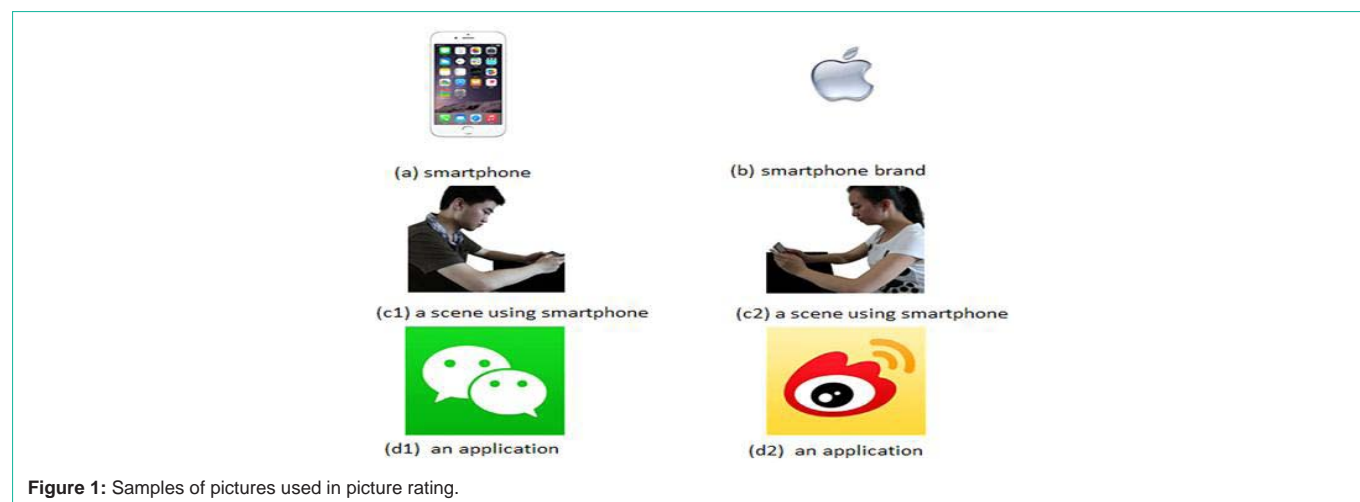 (a) smartphone
(b) smartphone brand
(c1) a scene using smartphone
(c2) a scene using smartphone
(d1) an application
(d2) an application
Figure 1: Samples of pictures used in picture rating.